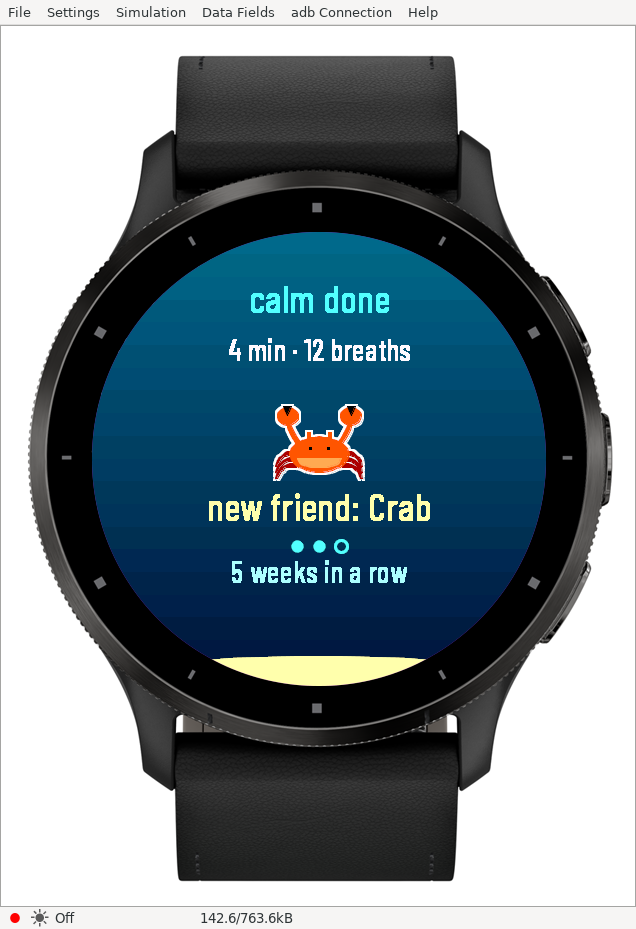 File Settings Simulation Data Fields adb Connection Help
calm done
4 min · 12 breaths
new friend: Crab
5 weeks in a row
Off 142.6/763.6kB